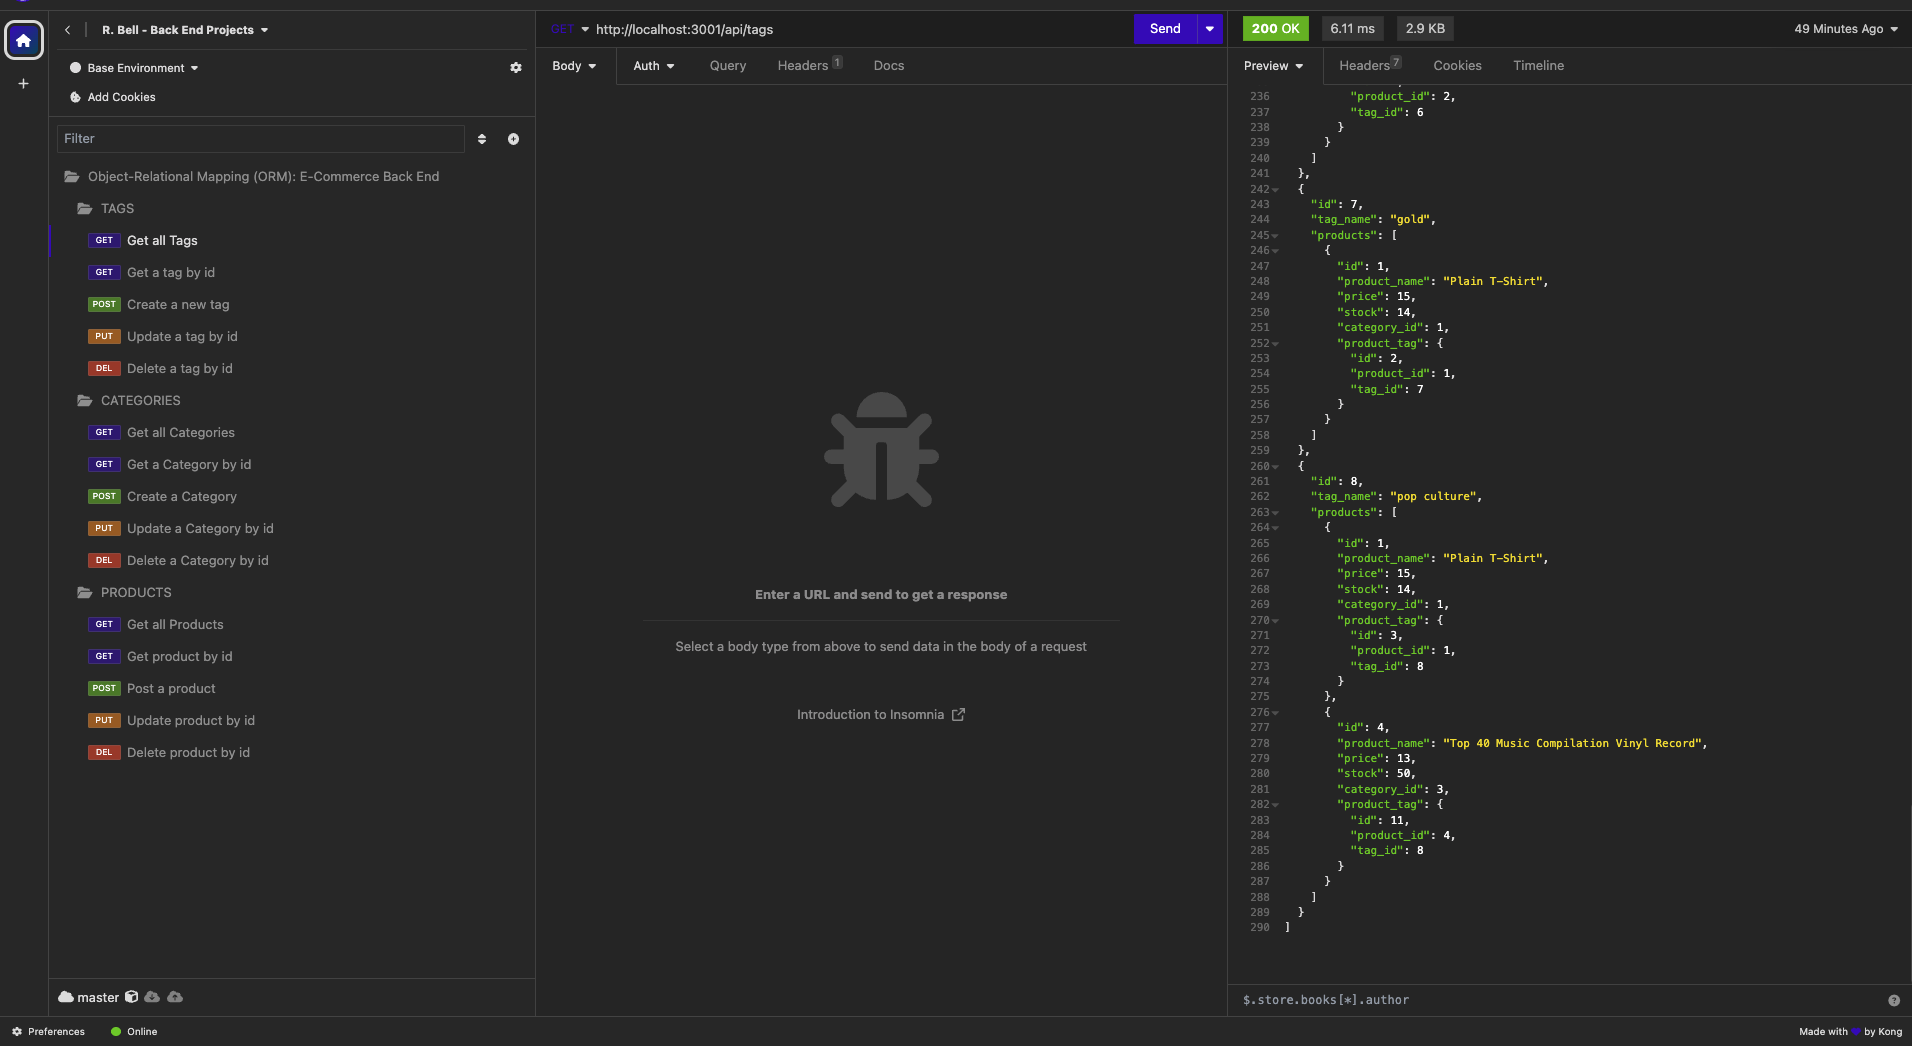 R. Bell - Back End Projects
Base Environment
Add Cookies
Filter
Object-Relational Mapping (ORM): E-Commerce Back End
TAGS
GET Get all Tags
GET Get a tag by id
POST Create a new tag
PUT Update a tag by id
DEL Delete a tag by id
CATEGORIES
GET Get all Categories
GET Get a Category by id
POST Create a Category
PUT Update a Category by id
DEL Delete a Category by id
PRODUCTS
GET Get all Products
GET Get product by id
POST Post a product
PUT Update product by id
DEL Delete product by id
master
GET http://localhost:3001/api/tags Send
Body Auth Query Headers 1 Docs
Enter a URL and send to get a response
Select a body type from above to send data in the body of a request
Introduction to Insomnia
200 OK 6.11 ms 2.9 KB 49 Minutes Ago
Preview Headers 7 Cookies Timeline
236 "product_id": 2,
237 "tag_id": 6
238 }
239 }
240 ]
241 },
242 {
243 "id": 7,
244 "tag_name": "gold",
245 "products": [
246 {
247 "id": 1,
248 "product_name": "Plain T-Shirt",
249 "price": 15,
250 "stock": 14,
251 "category_id": 1,
252 "product_tag": {
253 "id": 2,
254 "product_id": 1,
255 "tag_id": 7
256 }
257 }
258 ]
259 },
260 {
261 "id": 8,
262 "tag_name": "pop culture",
263 "products": [
264 {
265 "id": 1,
266 "product_name": "Plain T-Shirt",
267 "price": 15,
268 "stock": 14,
269 "category_id": 1,
270 "product_tag": {
271 "id": 3,
272 "product_id": 1,
273 "tag_id": 8
274 }
275 },
276 {
277 "id": 4,
278 "product_name": "Top 40 Music Compilation Vinyl Record",
279 "price": 13,
280 "stock": 50,
281 "category_id": 3,
282 "product_tag": {
283 "id": 11,
284 "product_id": 4,
285 "tag_id": 8
286 }
287 }
288 ]
289 }
290 ]
$.store.books[*].author
Preferences Online
Made with by Kong